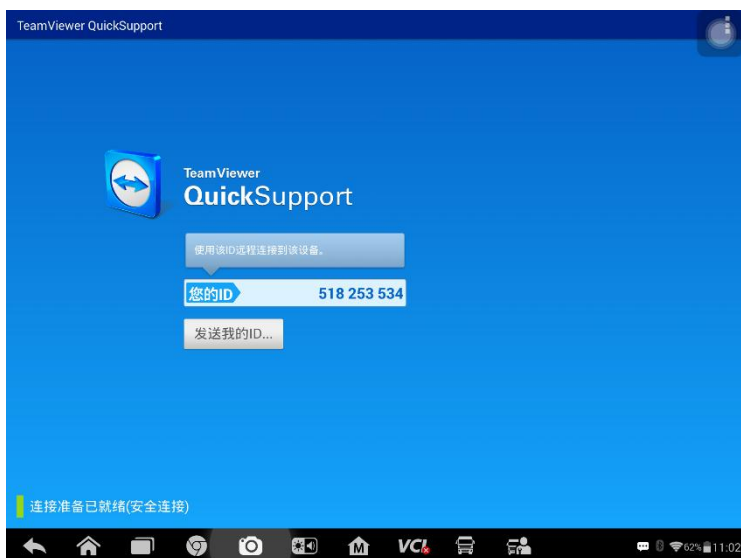 TeamViewer QuickSupport
TeamViewer
QuickSupport
使用该ID远程连接到该设备。
您的ID 518 253 534
发送我的ID...
连接准备已就绪(安全连接)
M VCI 62% 11:02